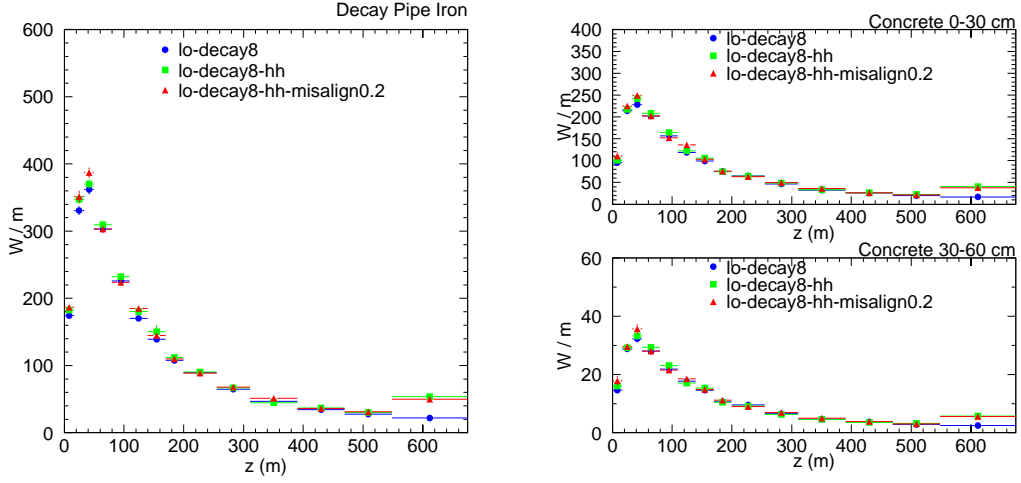 Decay Pipe Iron
600
500
400
300
200
100
0
W / m
lo-decay8
lo-decay8-hh
lo-decay8-hh-misalign0.2
0 100 200 300 400 500 600
z (m)
Concrete 0-30 cm
400
350
300
250
200
150
100
50
0
W / m
lo-decay8
lo-decay8-hh
lo-decay8-hh-misalign0.2
0 100 200 300 400 500 600
z (m)
Concrete 30-60 cm
60
40
20
0
W / m
lo-decay8
lo-decay8-hh
lo-decay8-hh-misalign0.2
0 100 200 300 400 500 600
z (m)